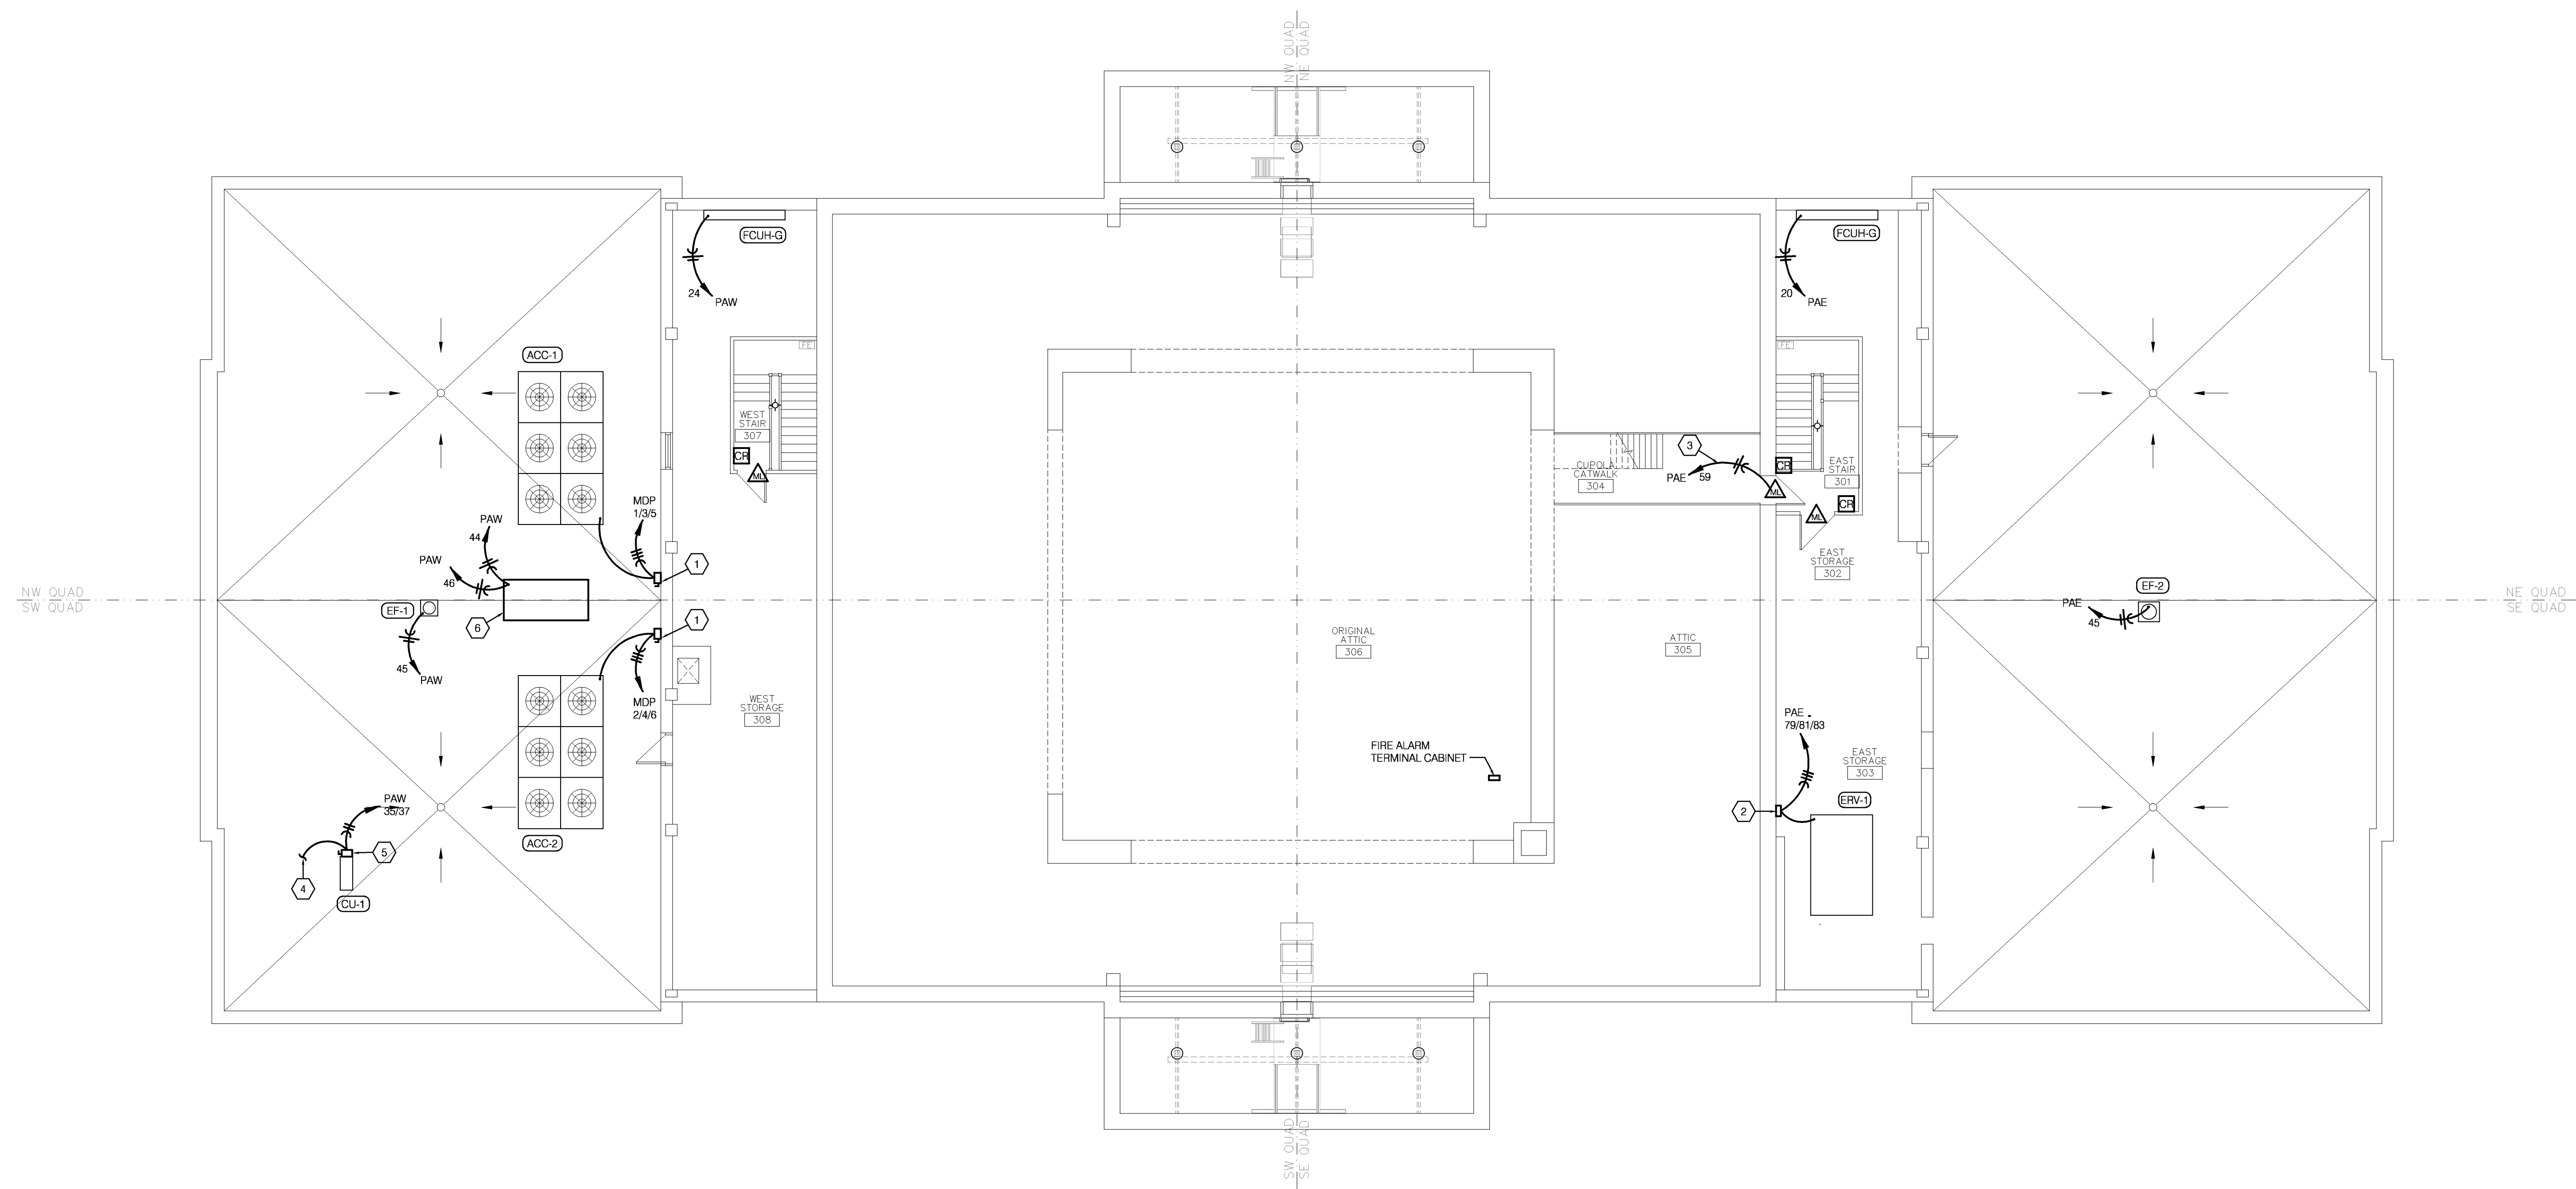 NW QUAD
NE QUAD
FCUH-G
24
PAW
FCUH-G
20
PAE
FE
FE
ACC-1
WEST
STAIR
307
CR
ML
MDP
1/3/5
1
PAW
44
PAW
46
NW QUAD
SW QUAD
EF-1
6
1
45
PAW
MDP
2/4/6
WEST
STORAGE
308
ACC-2
PAW
35/37
5
4
CU-1
3
PAE
59
CUPOLA
CATWALK
304
CR
ML
EAST
STAIR
301
CR
ML
EAST
STORAGE
302
ORIGINAL
ATTIC
306
ATTIC
305
FIRE ALARM
TERMINAL CABINET
PAE
79/81/83
EAST
STORAGE
303
2
ERV-1
EF-2
PAE
45
NE QUAD
SE QUAD
SW QUAD
SE QUAD